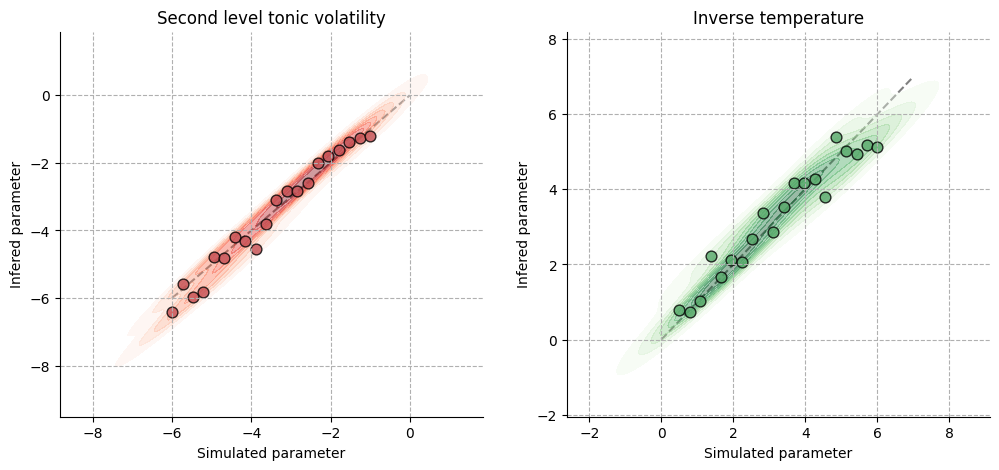 Second level tonic volatility
0
−2
−4
−6
−8
Infered parameter
−8 −6 −4 −2 0
Simulated parameter
Inverse temperature
8
6
4
2
0
−2
Infered parameter
−2 0 2 4 6 8
Simulated parameter